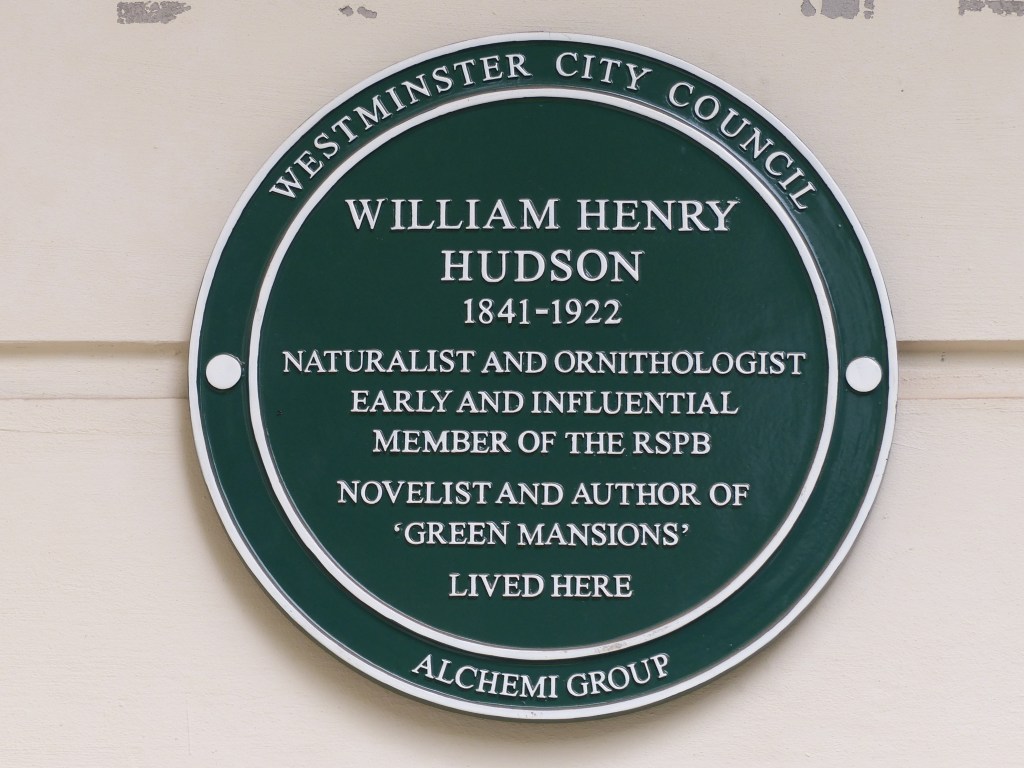 WESTMINSTER CITY COUNCIL
WILLIAM HENRY
HUDSON
1841-1922
NATURALIST AND ORNITHOLOGIST
EARLY AND INFLUENTIAL
MEMBER OF THE RSPB
NOVELIST AND AUTHOR OF
‘GREEN MANSIONS’
LIVED HERE
ALCHEMI GROUP